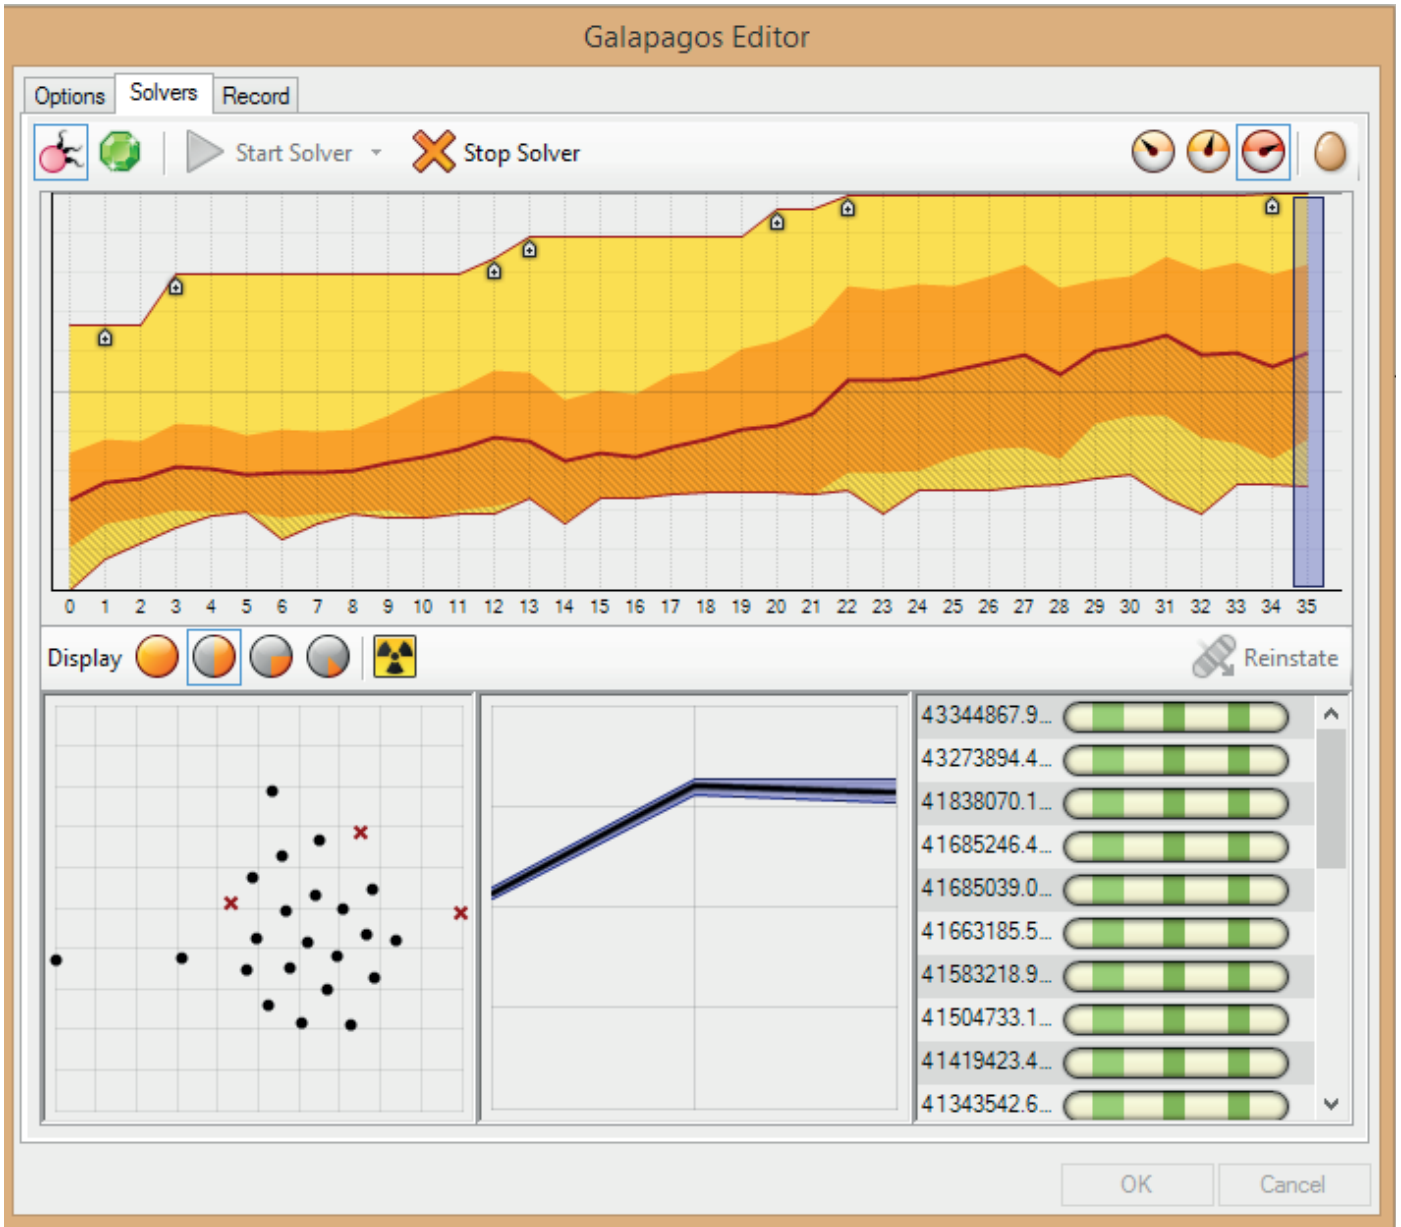 Galapagos Editor
Options Solvers Record
Start Solver Stop Solver
0 1 2 3 4 5 6 7 8 9 10 11 12 13 14 15 16 17 18 19 20 21 22 23 24 25 26 27 28 29 30 31 32 33 34 35
Display Reinstate
43344867.9...
43273894.4...
41838070.1...
41685246.4...
41685039.0...
41663185.5...
41583218.9...
41504733.1...
41419423.4...
41343542.6...
OK Cancel